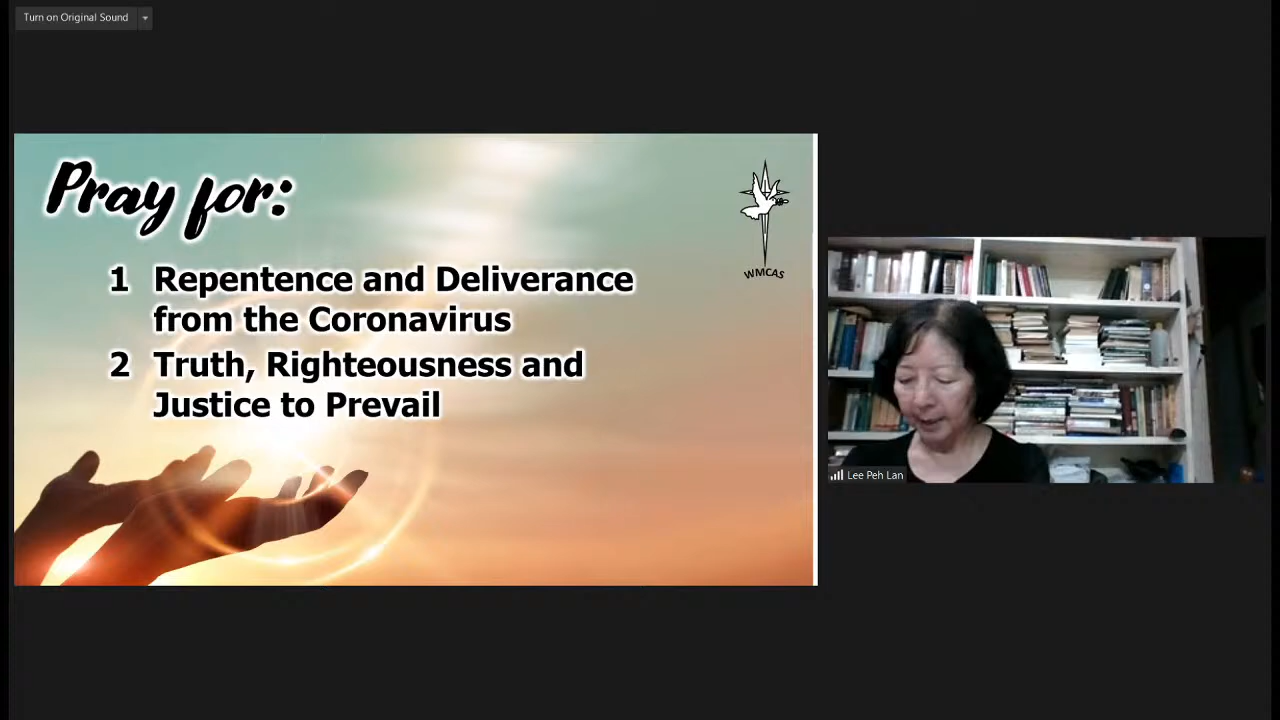 Turn on Original Sound
Pray for:
1 Repentence and Deliverance
from the Coronavirus
2 Truth, Righteousness and
Justice to Prevail
WMCAS
Lee Peh Lan